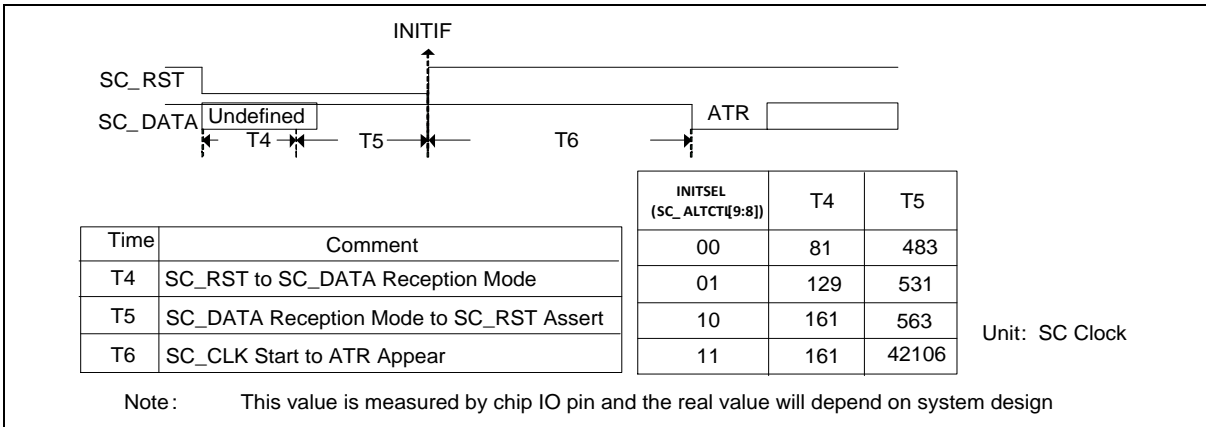 INITIF
SC_RST
SC_DATA Undefined ATR
T4 T5 T6
INITSEL (SC_ ALTCTL[9:8]) T4 T5
00 81 483
01 129 531
10 161 563
11 161 42106
Unit: SC Clock
Time Comment
T4 SC_RST to SC_DATA Reception Mode
T5 SC_DATA Reception Mode to SC_RST Assert
T6 SC_CLK Start to ATR Appear
Note : This value is measured by chip IO pin and the real value will depend on system design